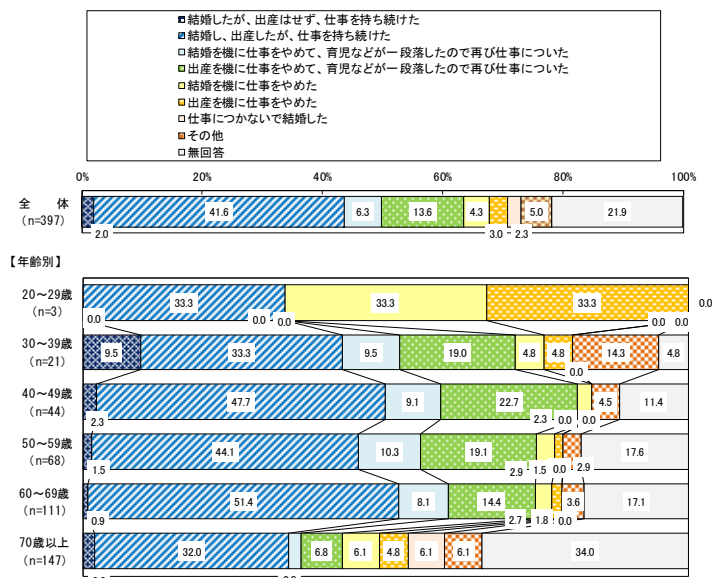 結婚したが、出産はせず、仕事を持ち続けた
結婚し、出産したが、仕事を持ち続けた
結婚を機に仕事をやめて、育児などが一段落したので再び仕事についた
出産を機に仕事をやめて、育児などが一段落したので再び仕事についた
結婚を機に仕事をやめた
出産を機に仕事をやめた
仕事につかないで結婚した
その他
無回答
0% 20% 40% 60% 80% 100%
全 体 41.6 6.3 13.6 4.3 5.0 21.9
(n=397) 2.0 3.0 2.3
【年齢別】
20~29歳 33.3 33.3 33.3 0.0
(n=3) 0.0 0.0 0.0 0.0 0.0
30~39歳 9.5 33.3 9.5 19.0 4.8 4.8 14.3 4.8
(n=21) 0.0
40~49歳 47.7 9.1 22.7 4.5 11.4
(n=44) 2.3 2.3 0.0 0.0
50~59歳 44.1 10.3 19.1 17.6
(n=68) 1.5 2.9 1.5 0.0 2.9
60~69歳 51.4 8.1 14.4 3.6 17.1
(n=111) 0.9 2.7 1.8 0.0
70歳以上 32.0 6.8 6.1 4.8 6.1 6.1 34.0
(n=147)